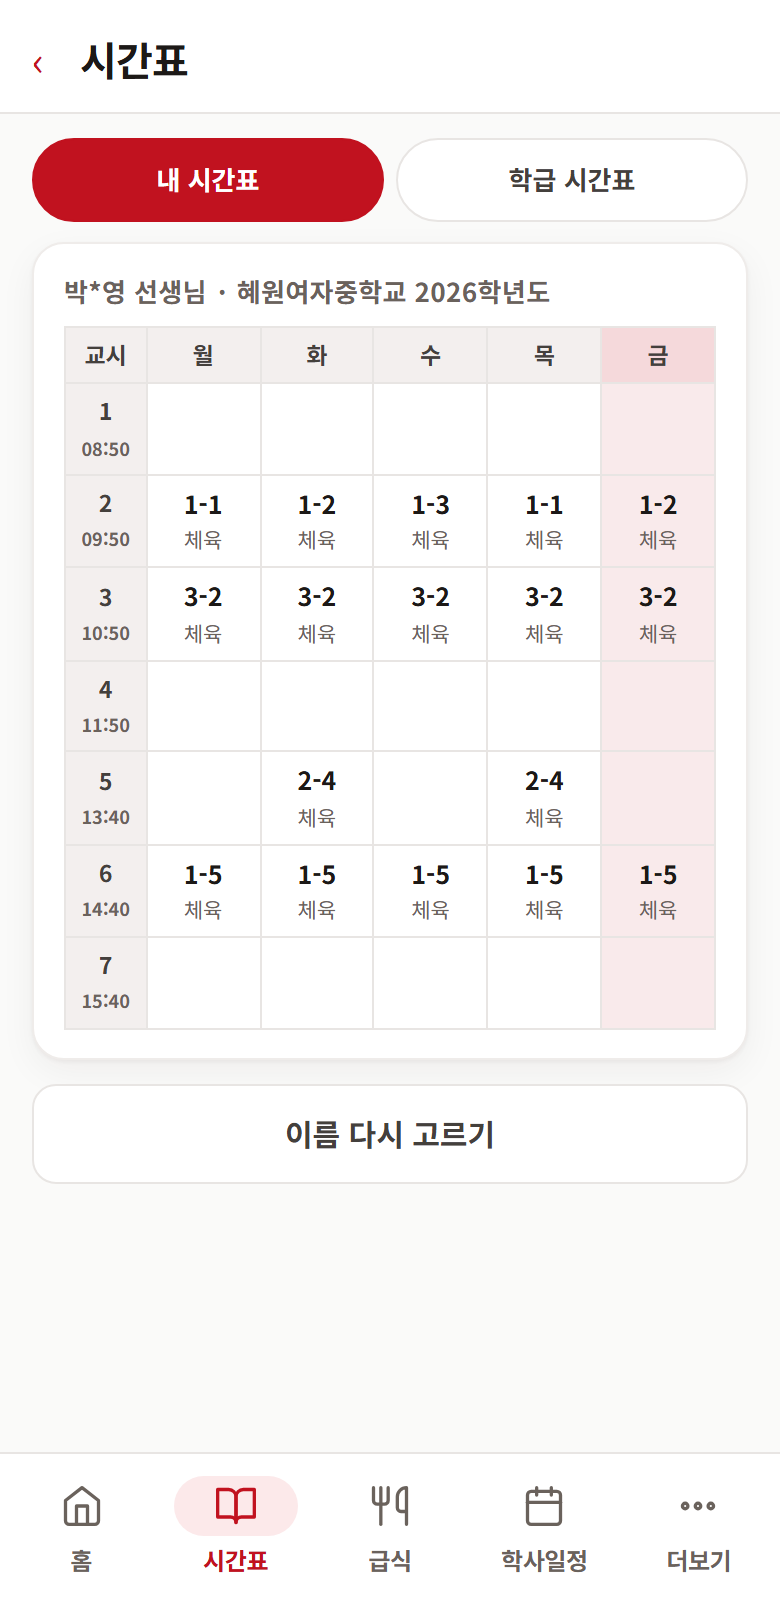 ‹ 시간표
내 시간표 학급 시간표
박*영 선생님 · 혜원여자중학교 2026학년도
교시 월 화 수 목 금
1
08:50
2 1-1 1-2 1-3 1-1 1-2
09:50 체육 체육 체육 체육 체육
3 3-2 3-2 3-2 3-2 3-2
10:50 체육 체육 체육 체육 체육
4
11:50
5 2-4 2-4
13:40 체육 체육
6 1-5 1-5 1-5 1-5 1-5
14:40 체육 체육 체육 체육 체육
7
15:40
이름 다시 고르기
홈 시간표 급식 학사일정 더보기